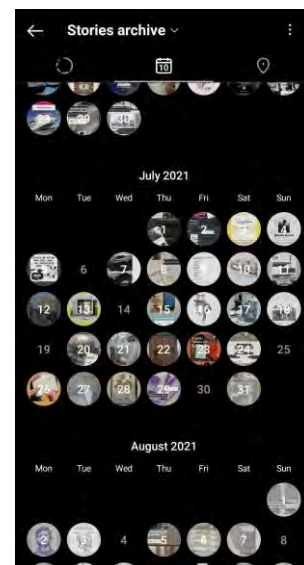 Stories archive
10
28 29 30
July 2021
Mon Tue Wed Thu Fri Sat Sun
1 2 3 4
6 7 8 9 10 11
12 13 14 15 16 17 18
19 20 21 22 23 24 25
26 27 28 29 30 31
August 2021
Mon Tue Wed Thu Fri Sat Sun
1
2 3 4 5 6 7 8